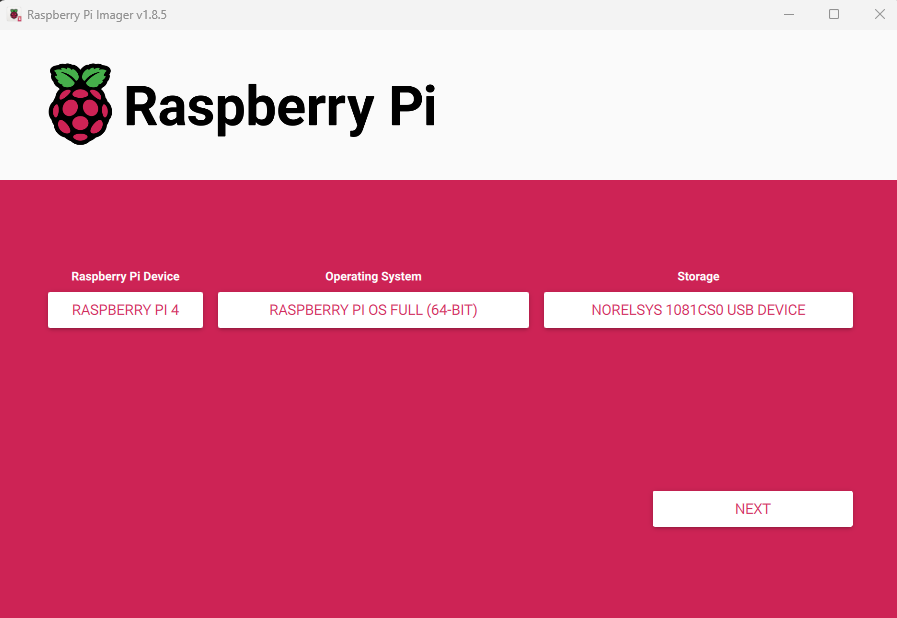 Raspberry Pi Imager v1.8.5
Raspberry Pi
Raspberry Pi Device
Operating System
Storage
RASPBERRY PI 4
RASPBERRY PI OS FULL (64-BIT)
NORELSYS 1081CS0 USB DEVICE
NEXT